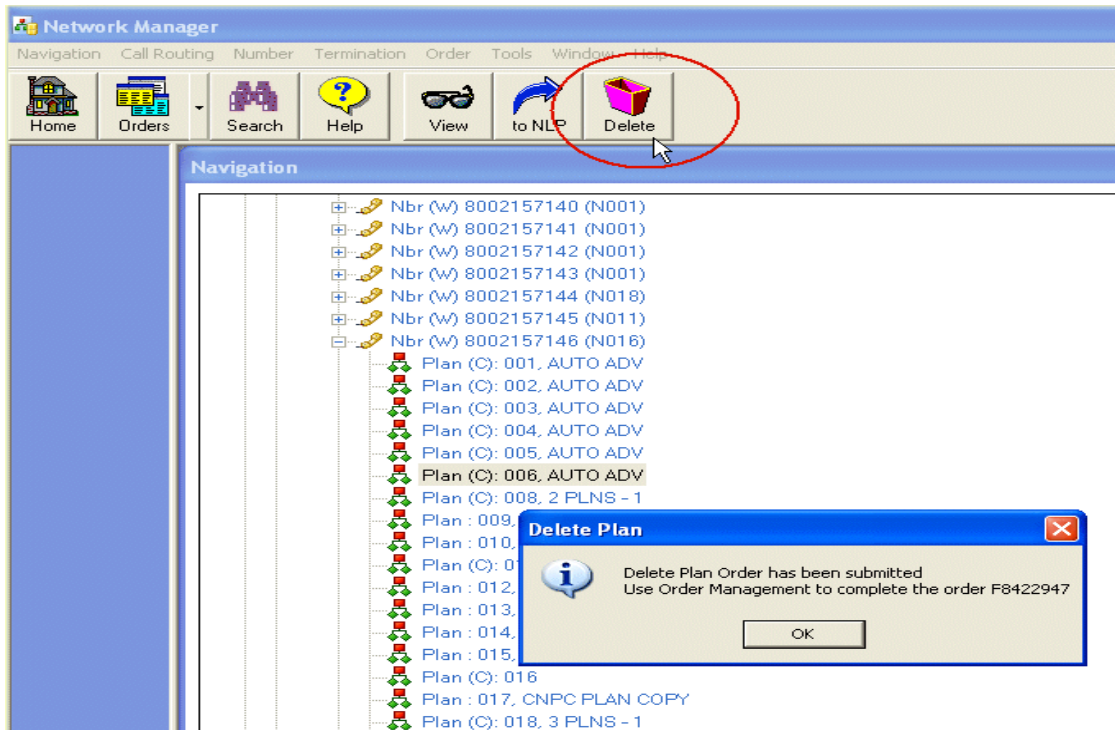 Network Manager
Navigation Call Routing Number Termination Order Tools Window Help
Home Orders Search Help View to NLP Delete
Navigation
Nbr (W) 8002157140 (N001)
Nbr (W) 8002157141 (N001)
Nbr (W) 8002157142 (N001)
Nbr (W) 8002157143 (N001)
Nbr (W) 8002157144 (N018)
Nbr (W) 8002157145 (N011)
Nbr (W) 8002157146 (N016)
Plan (C): 001, AUTO ADV
Plan (C): 002, AUTO ADV
Plan (C): 003, AUTO ADV
Plan (C): 004, AUTO ADV
Plan (C): 005, AUTO ADV
Plan (C): 006, AUTO ADV
Plan (C): 008, 2 PLNS - 1
Plan : 009,
Plan : 010,
Plan (C): 01
Plan : 012,
Plan : 013,
Plan : 014,
Plan : 015,
Plan (C): 016
Plan : 017, CNPC PLAN COPY
Plan (C): 018, 3 PLNS - 1
Delete Plan
Delete Plan Order has been submitted
Use Order Management to complete the order F8422947
OK